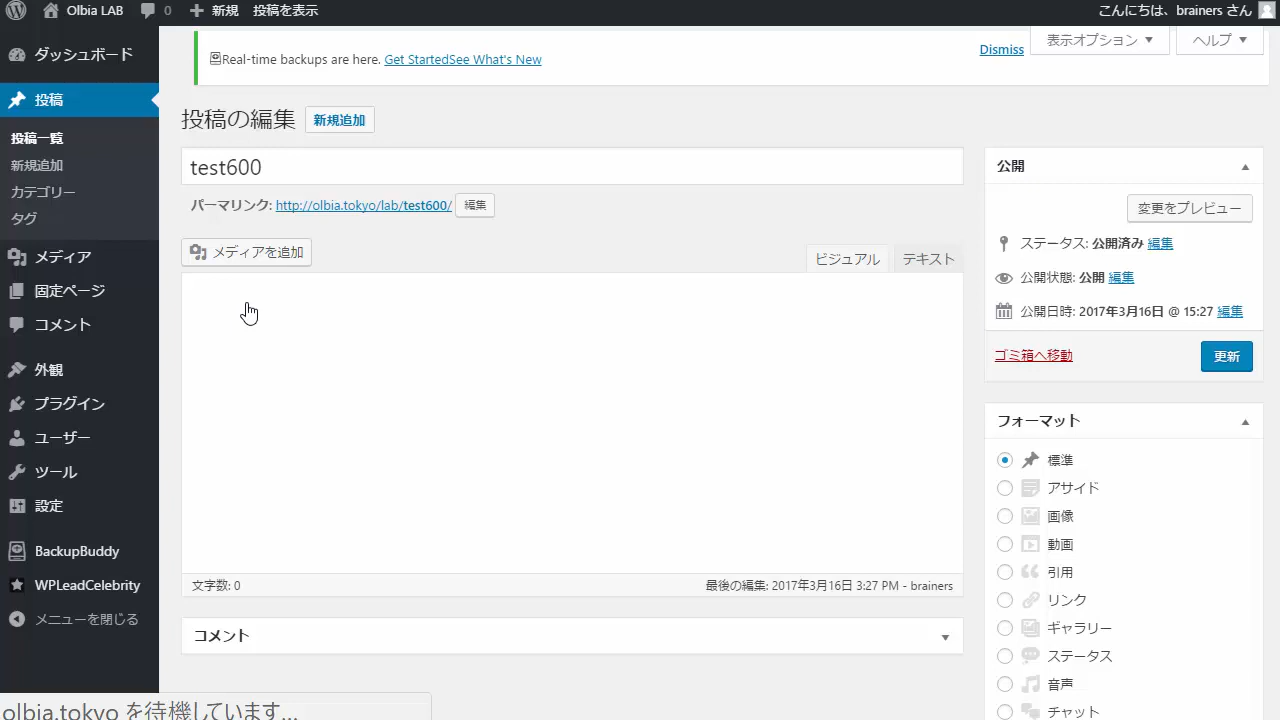 Olbia LAB 0 新規 投稿を表示 こんにちは、brainers さん
ダッシュボード
投稿
投稿一覧
新規追加
カテゴリー
タグ
メディア
固定ページ
コメント
外観
プラグイン
ユーザー
ツール
設定
BackupBuddy
WPLeadCelebrity
メニューを閉じる
Real-time backups are here. Get StartedSee What's New
Dismiss
表示オプション ヘルプ
投稿の編集 新規追加
test600
パーマリンク: http://olbia.tokyo/lab/test600/ 編集
メディアを追加
ビジュアル テキスト
文字数: 0 最後の編集: 2017年3月16日 3:27 PM - brainers
コメント
公開
変更をプレビュー
ステータス: 公開済み 編集
公開状態: 公開 編集
公開日時: 2017年3月16日 @ 15:27 編集
ゴミ箱へ移動 更新
フォーマット
標準
アサイド
画像
動画
引用
リンク
ギャラリー
ステータス
音声
チャット
olbia.tokyo を待機しています...